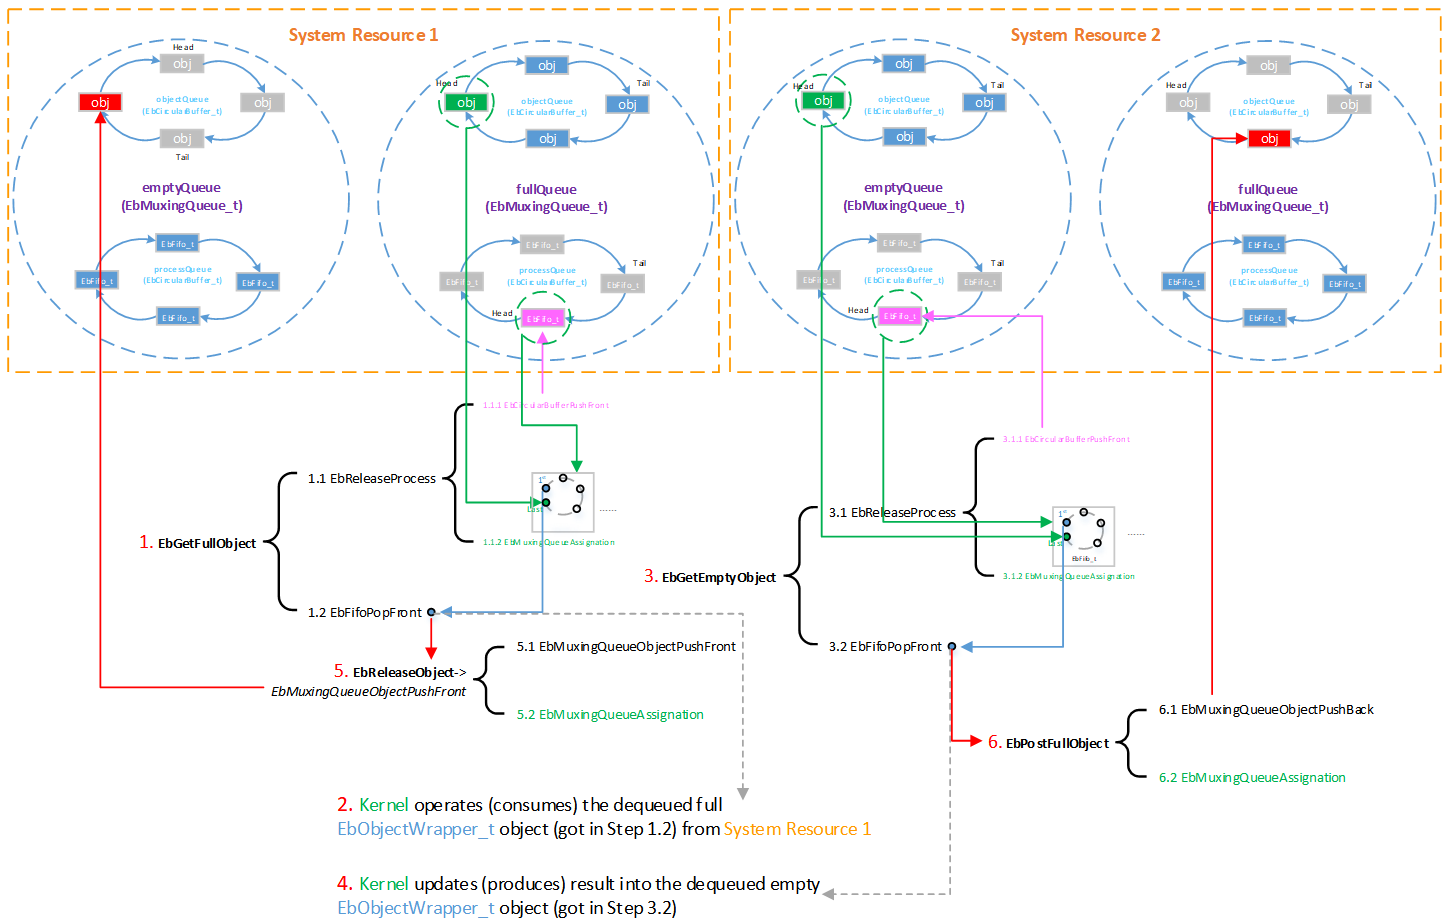 System Resource 1
System Resource 2
Head
obj
obj
obj
obj
Tail
objectQueue
(EbCircularBuffer_t)
emptyQueue
(EbMuxingQueue_t)
EbFifo_t
EbFifo_t
EbFifo_t
EbFifo_t
processQueue
(EbCircularBuffer_t)
Head
obj
obj
Tail
obj
obj
objectQueue
(EbCircularBuffer_t)
fullQueue
(EbMuxingQueue_t)
EbFifo_t
Tail
EbFifo_t
EbFifo_t
processQueue
(EbCircularBuffer_t)
Head
EbFifo_t
Head
obj
obj
Tail
obj
obj
objectQueue
(EbCircularBuffer_t)
emptyQueue
(EbMuxingQueue_t)
EbFifo_t
Tail
EbFifo_t
EbFifo_t
processQueue
(EbCircularBuffer_t)
Head
EbFifo_t
Head
obj
obj
Tail
obj
obj
objectQueue
(EbCircularBuffer_t)
fullQueue
(EbMuxingQueue_t)
EbFifo_t
EbFifo_t
EbFifo_t
EbFifo_t
processQueue
(EbCircularBuffer_t)
1. EbGetFullObject
1.1 EbReleaseProcess
1.1.1 EbCircularBufferPushFront
1st
Last
......
1.1.2 EbMuxingQueueAssignation
1.2 EbFifoPopFront
3. EbGetEmptyObject
3.1 EbReleaseProcess
3.1.1 EbCircularBufferPushFront
1st
Last
EbFifo_t
......
3.1.2 EbMuxingQueueAssignation
3.2 EbFifoPopFront
5. EbReleaseObject->
EbMuxingQueueObjectPushFront
5.1 EbMuxingQueueObjectPushFront
5.2 EbMuxingQueueAssignation
6. EbPostFullObject
6.1 EbMuxingQueueObjectPushBack
6.2 EbMuxingQueueAssignation
2. Kernel operates (consumes) the dequeued full
EbObjectWrapper_t object (got in Step 1.2) from System Resource 1
4. Kernel updates (produces) result into the dequeued empty
EbObjectWrapper_t object (got in Step 3.2)